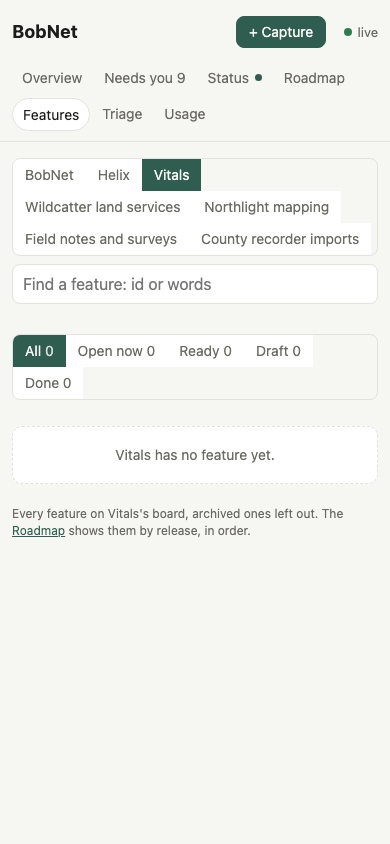 BobNet
+ Capture
live
Overview
Needs you 9
Status
Roadmap
Features
Triage
Usage
BobNet
Helix
Vitals
Wildcatter land services
Northlight mapping
Field notes and surveys
County recorder imports
Find a feature: id or words
All 0
Open now 0
Ready 0
Draft 0
Done 0
Vitals has no feature yet.
Every feature on Vitals's board, archived ones left out. The
Roadmap shows them by release, in order.